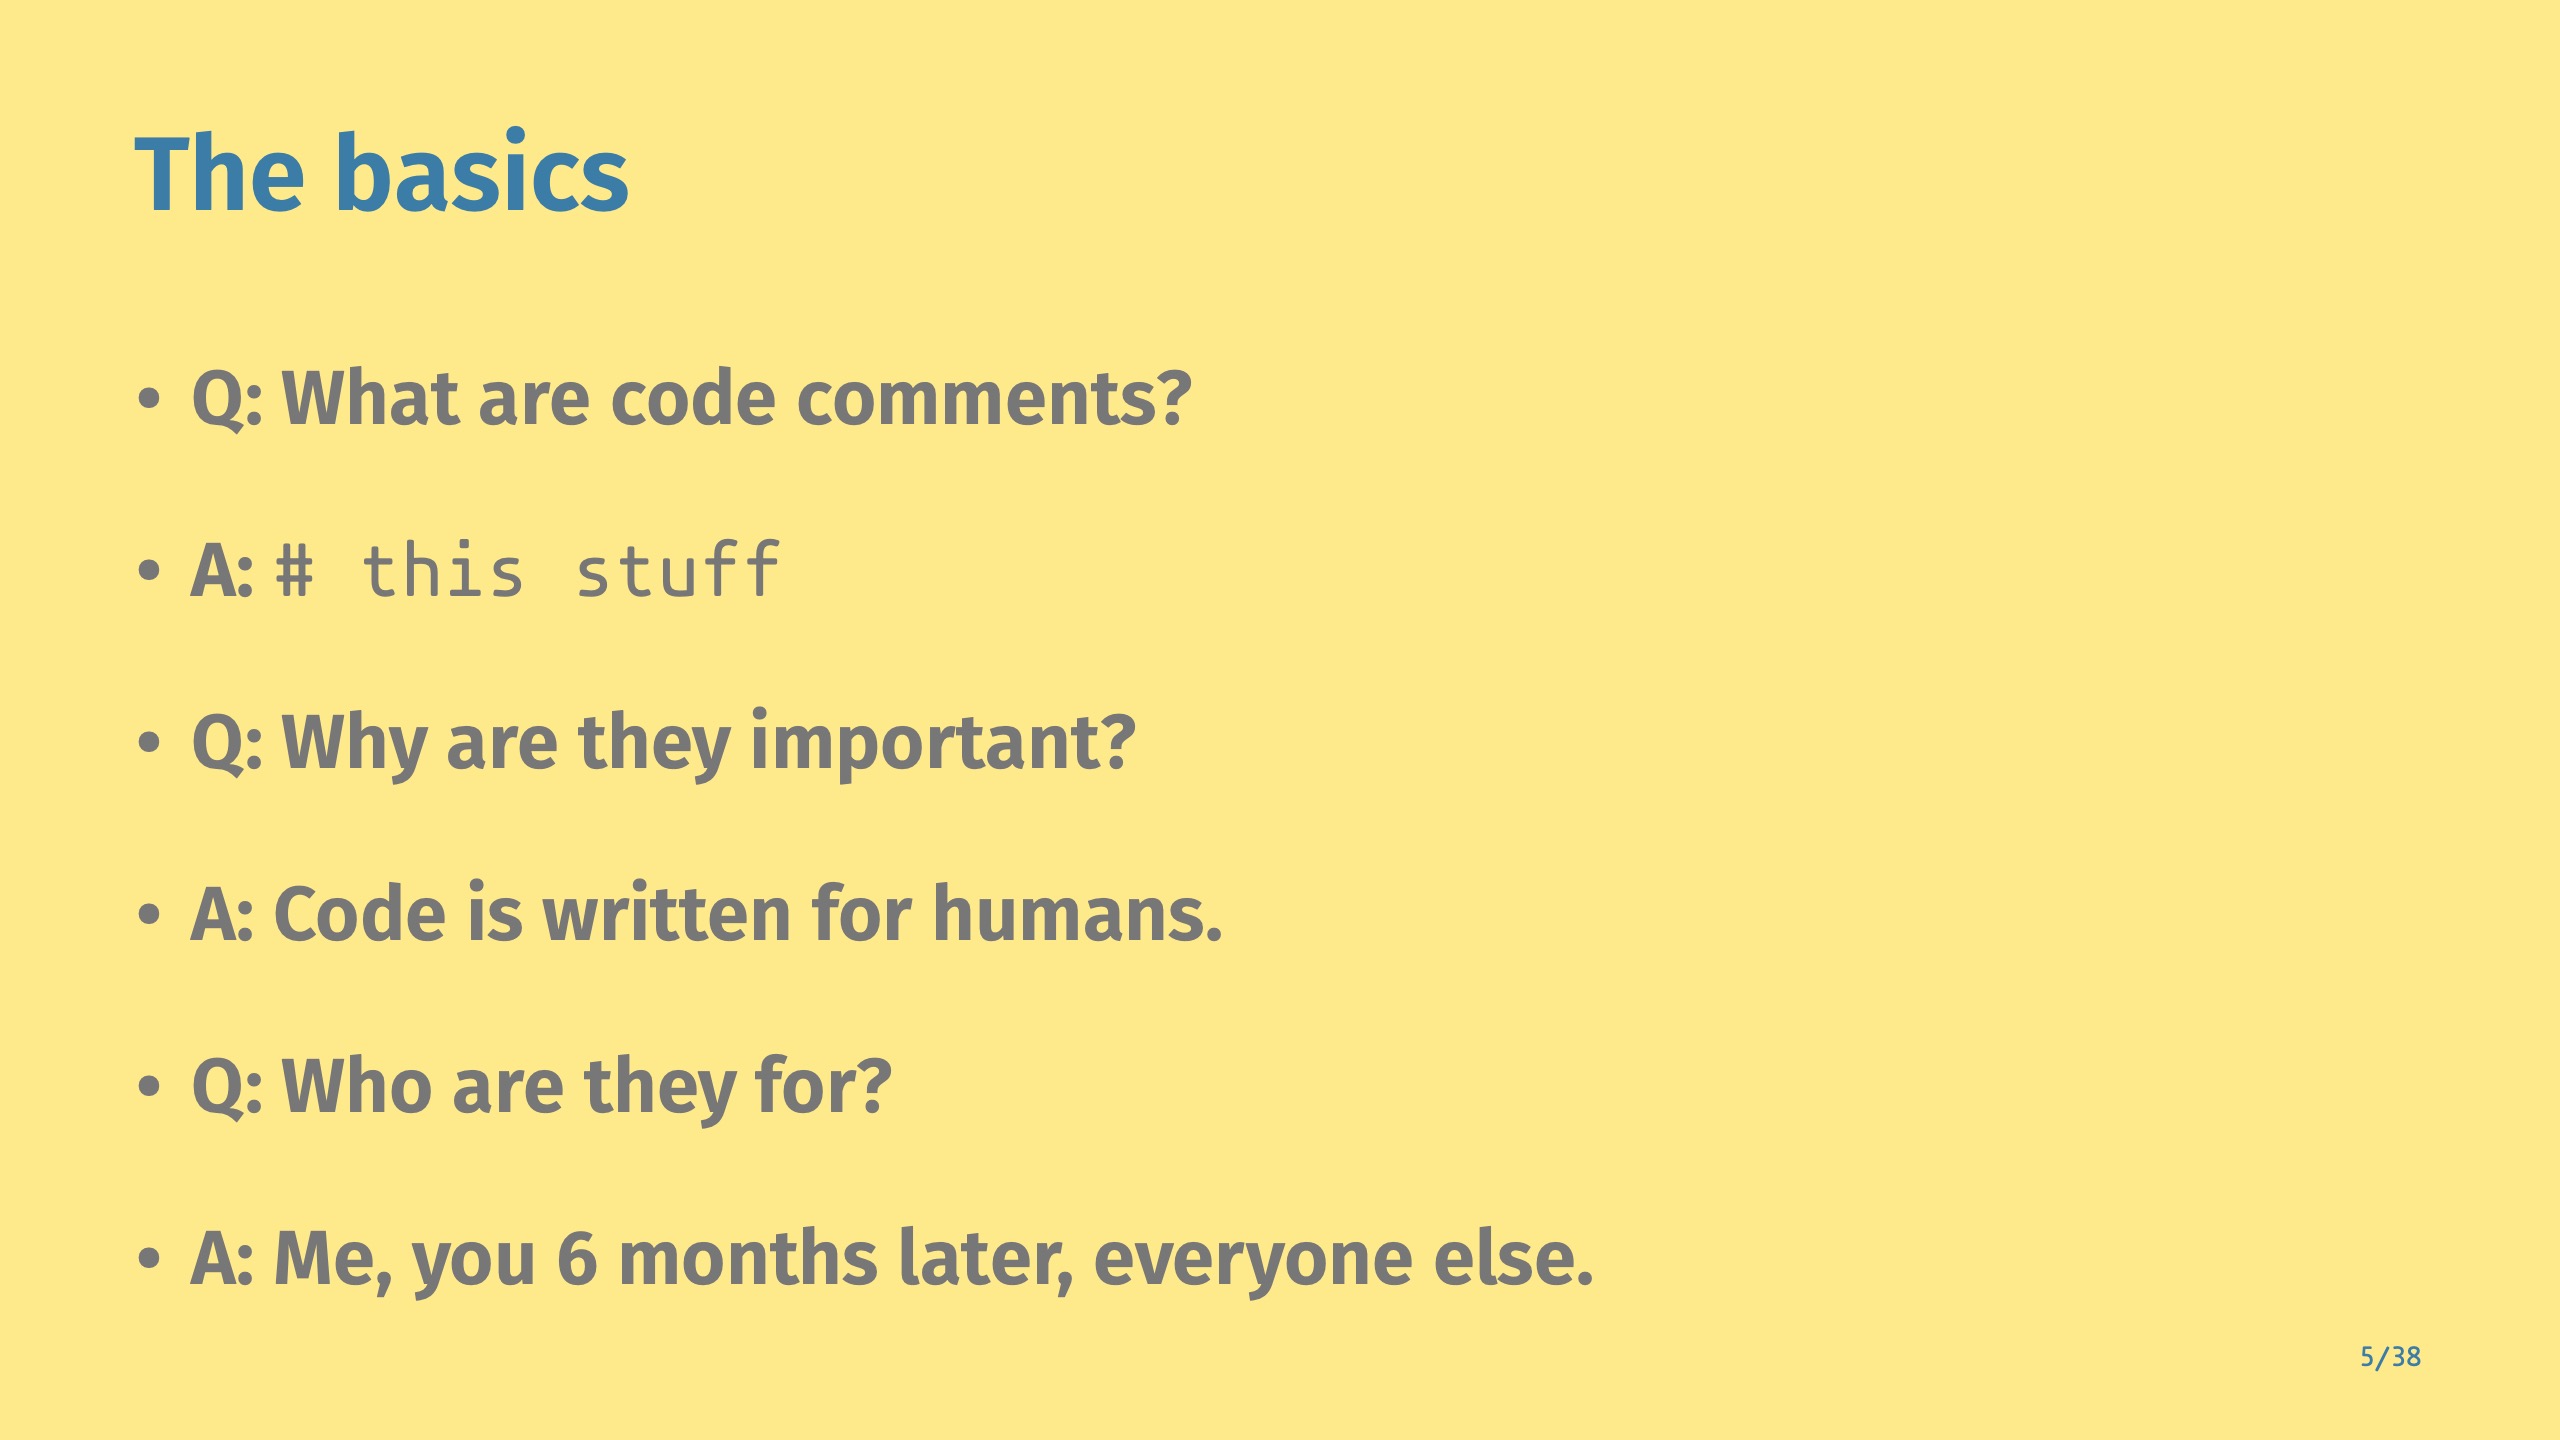 The basics
• Q: What are code comments?
• A: # this stuff
• Q: Why are they important?
• A: Code is written for humans.
• Q: Who are they for?
• A: Me, you 6 months later, everyone else.
5/38